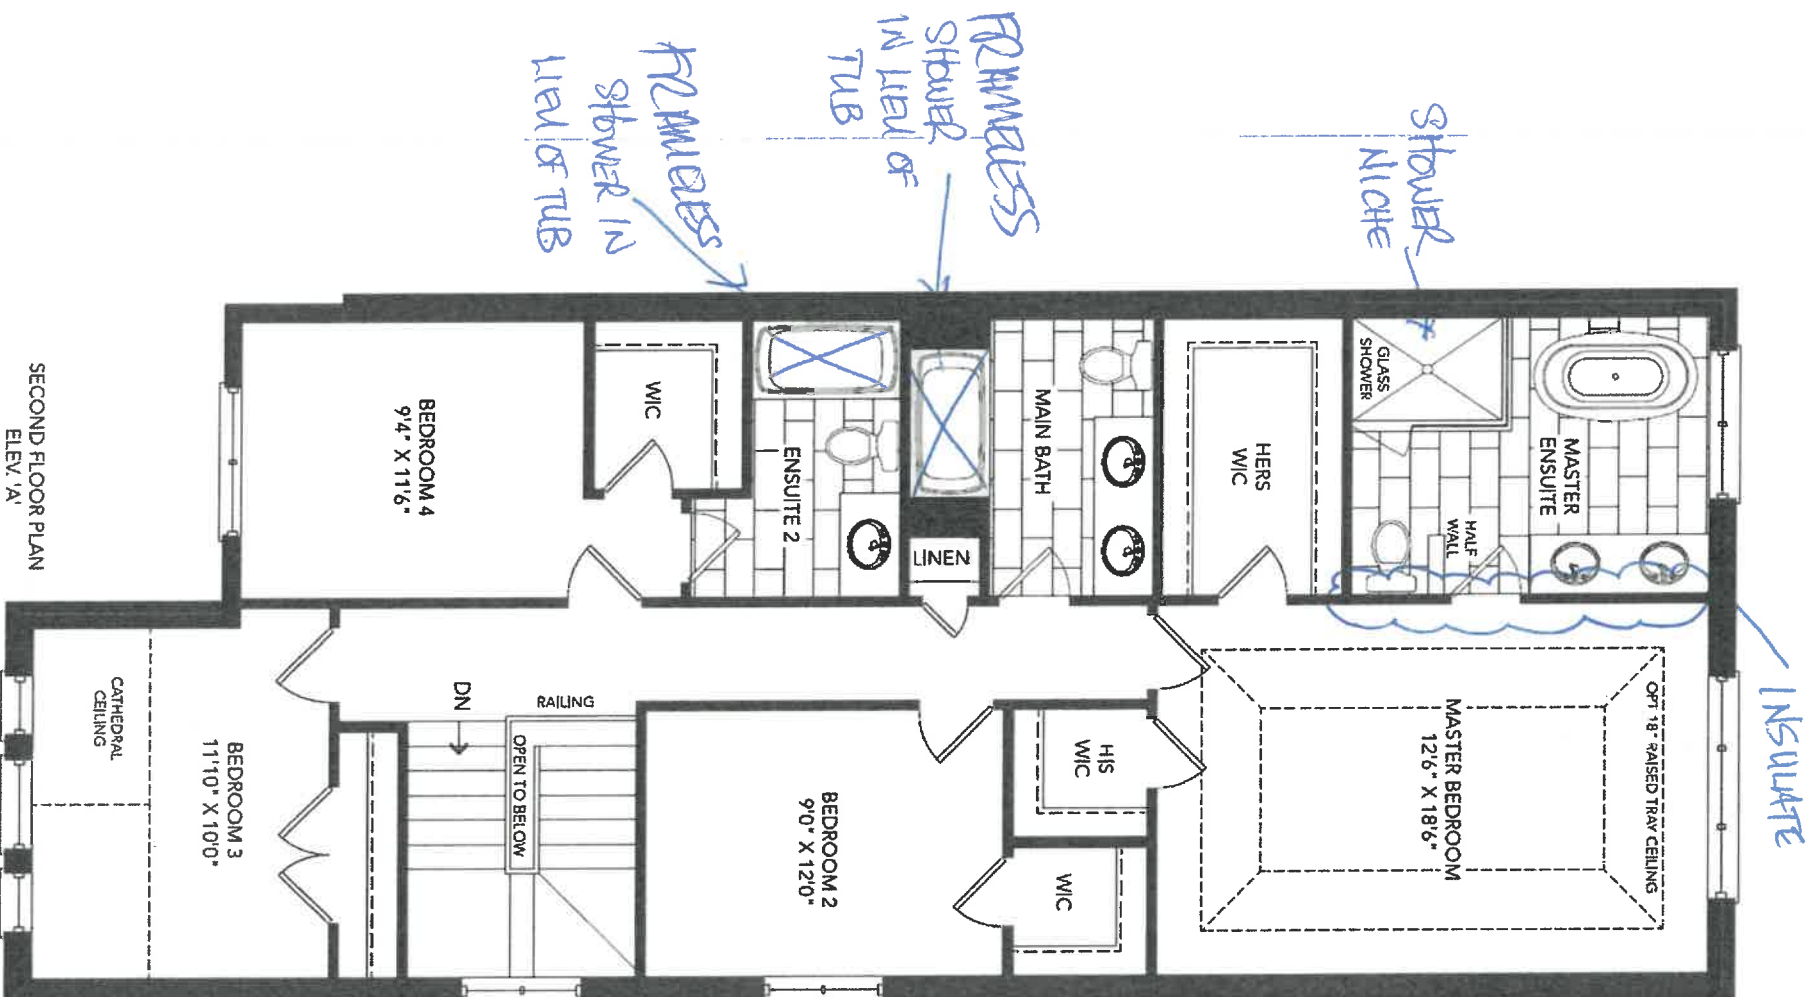 FRAMELESS
SHOWER
IN LIEU OF
TUB
FRAMELESS
SHOWER IN
LIEU OF TUB
SHOWER
NICHE
INSULATE
GLASS
SHOWER
MASTER
ENSUITE
HALF
WALL
HERS
WIC
MAIN BATH
LINEN
ENSUITE 2
WIC
BEDROOM 4
9'4" X 11'6"
OPT 18" RAISED TRAY CEILING
MASTER BEDROOM
12'6" X 18'6"
HIS
WIC
WIC
BEDROOM 2
9'0" X 12'0"
RAILING
OPEN TO BELOW
DN
BEDROOM 3
11'10" X 10'0"
CATHEDRAL
CEILING
SECOND FLOOR PLAN
ELEV. 'A'